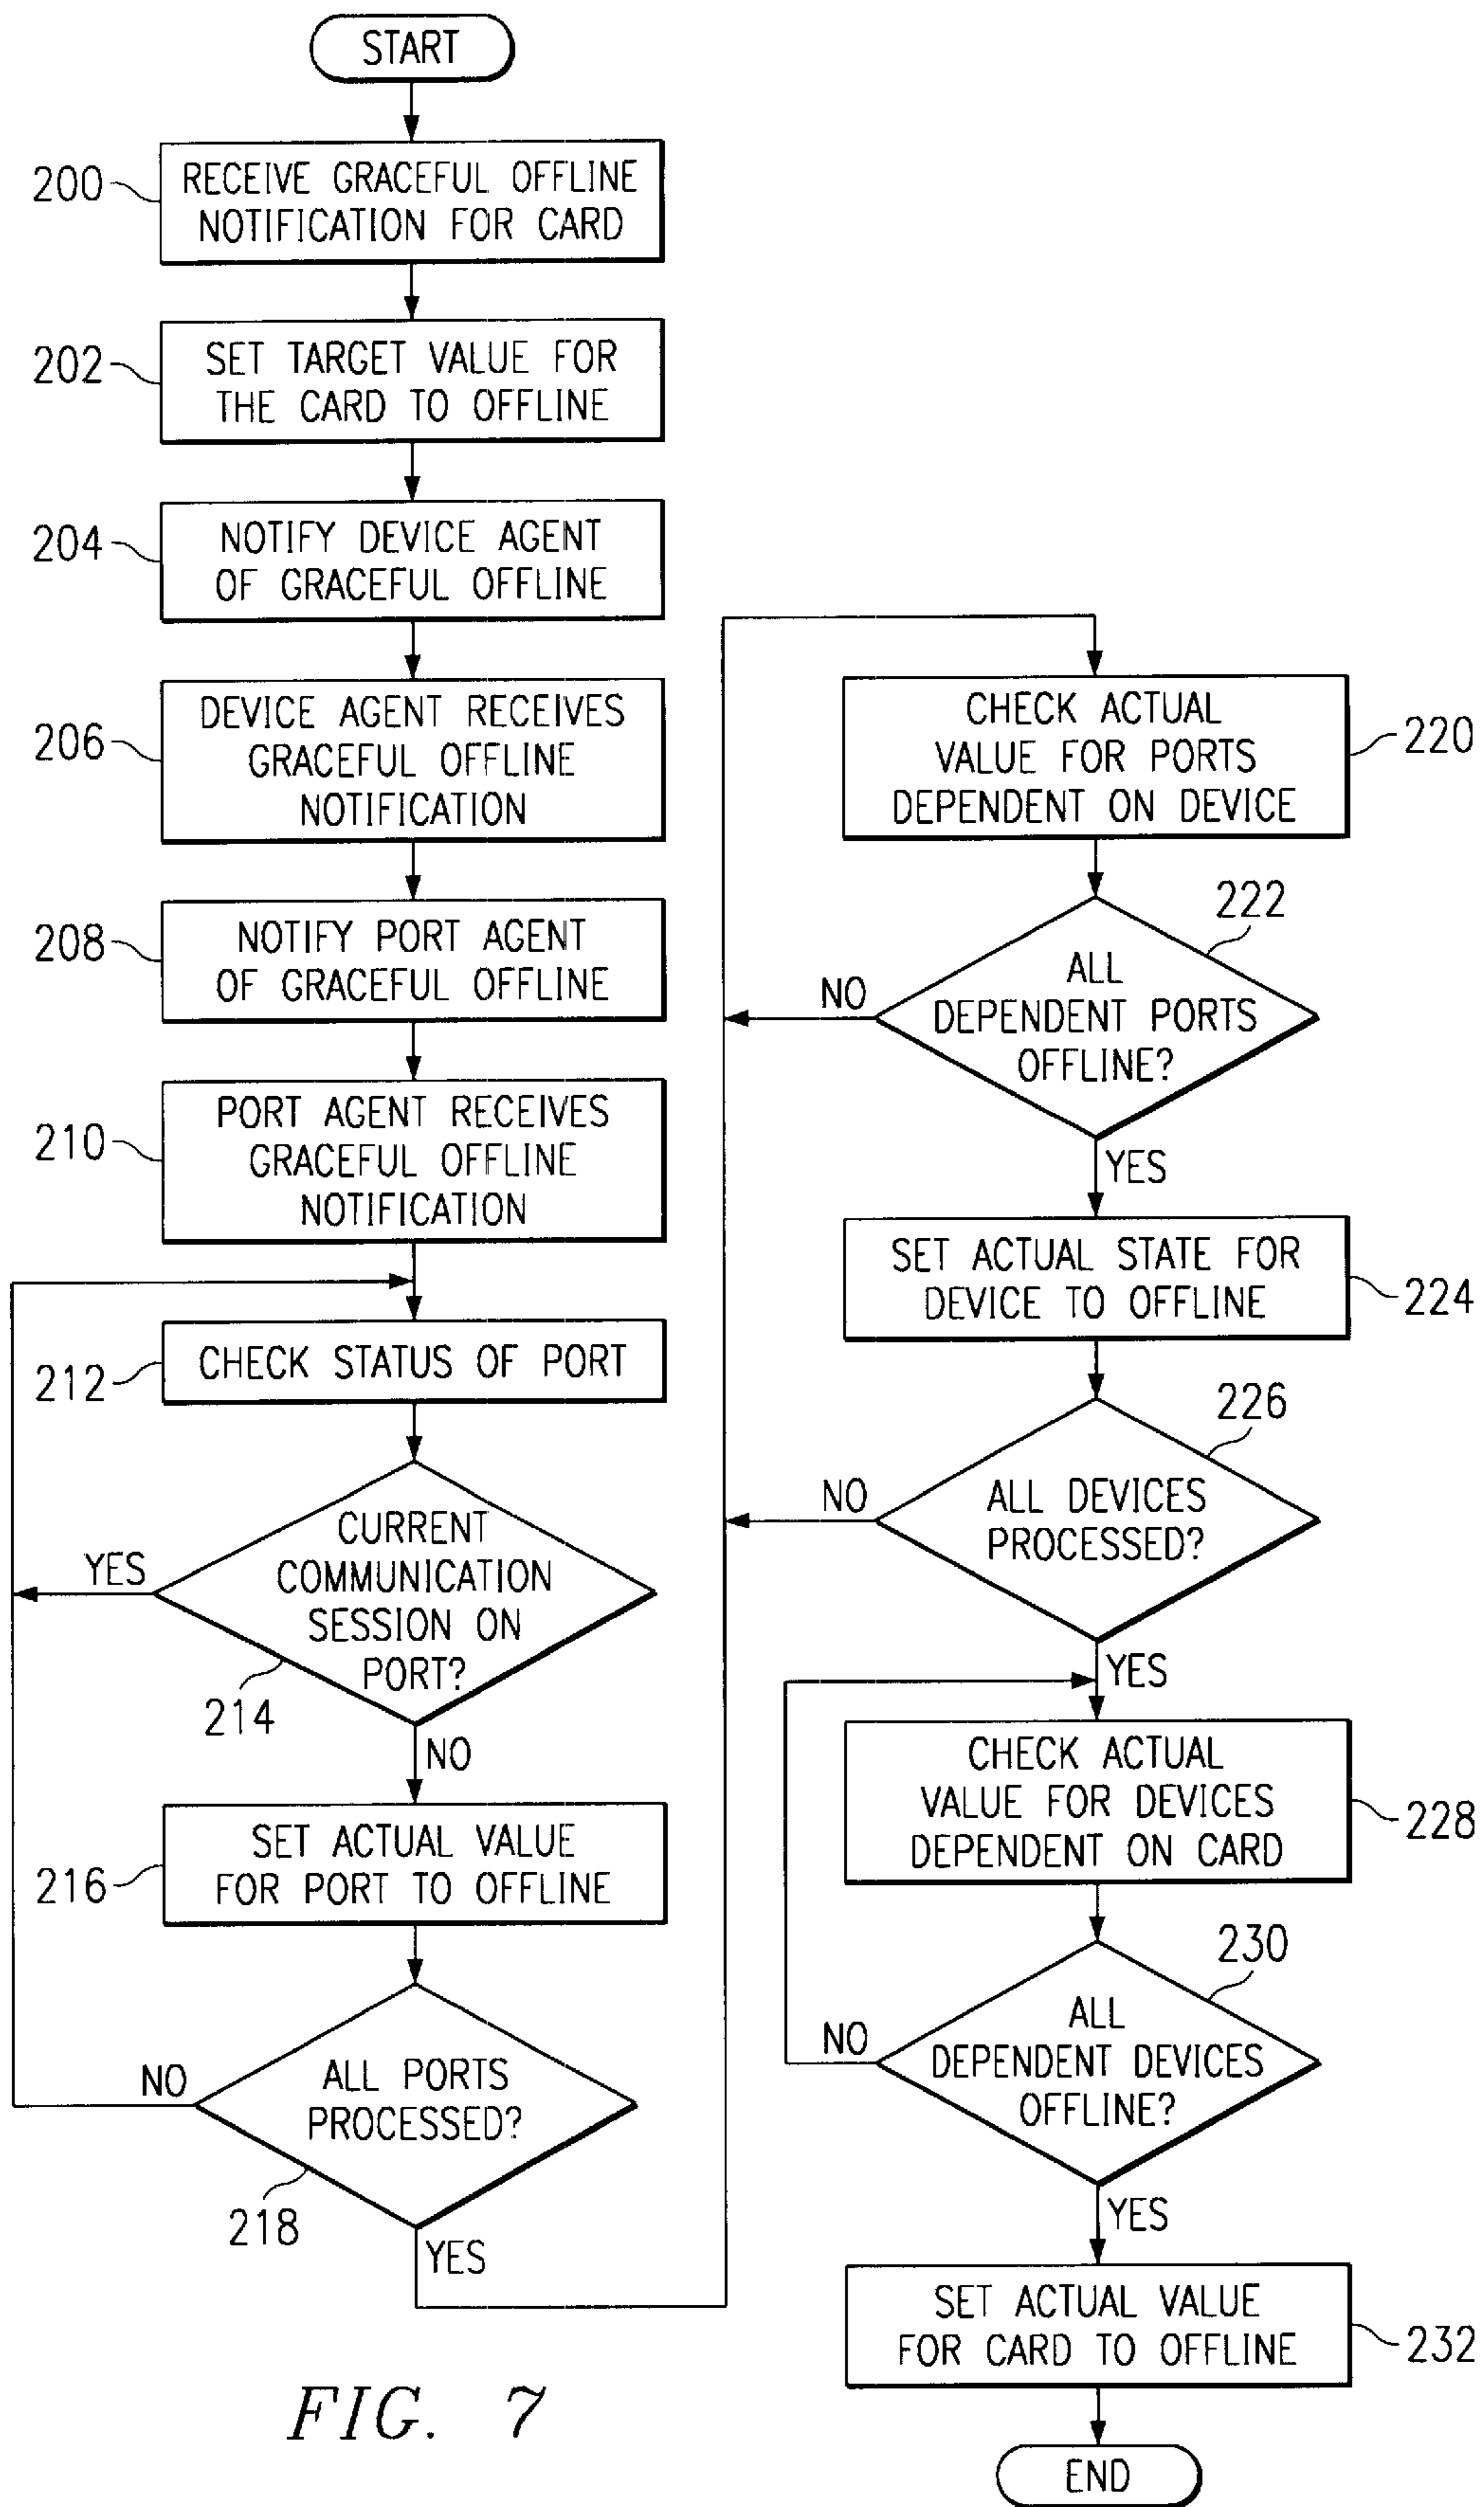 START
200
RECEIVE GRACEFUL OFFLINE
NOTIFICATION FOR CARD
202
SET TARGET VALUE FOR
THE CARD TO OFFLINE
204
NOTIFY DEVICE AGENT
OF GRACEFUL OFFLINE
206
DEVICE AGENT RECEIVES
GRACEFUL OFFLINE
NOTIFICATION
208
NOTIFY PORT AGENT
OF GRACEFUL OFFLINE
210
PORT AGENT RECEIVES
GRACEFUL OFFLINE
NOTIFICATION
212
CHECK STATUS OF PORT
YES
CURRENT
COMMUNICATION
SESSION ON
PORT?
214
NO
216
SET ACTUAL VALUE
FOR PORT TO OFFLINE
NO
ALL PORTS
PROCESSED?
218
YES
CHECK ACTUAL
VALUE FOR PORTS
DEPENDENT ON DEVICE
220
222
NO
ALL
DEPENDENT PORTS
OFFLINE?
YES
SET ACTUAL STATE FOR
DEVICE TO OFFLINE
224
226
NO
ALL DEVICES
PROCESSED?
YES
CHECK ACTUAL
VALUE FOR DEVICES
DEPENDENT ON CARD
228
230
NO
ALL
DEPENDENT DEVICES
OFFLINE?
YES
SET ACTUAL VALUE
FOR CARD TO OFFLINE
232
END
FIG. 7